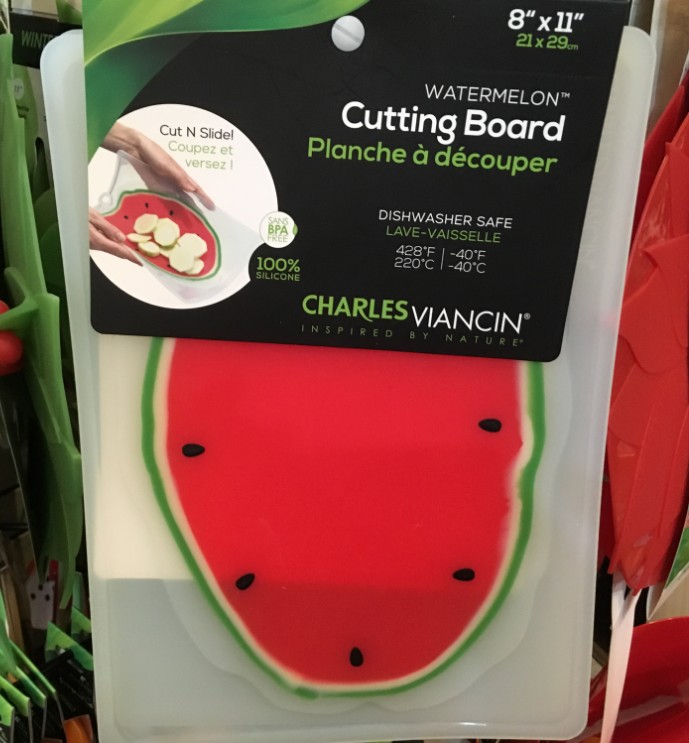 WINTE
8" x 11"
21 x 29cm
WATERMELON™
Cutting Board
Planche à découper
Cut N Slide!
Coupez et
versez !
SANS
BPA
FREE
100%
SILICONE
DISHWASHER SAFE
LAVE-VAISSELLE
428°F | -40°F
220°C | -40°C
CHARLES VIANCIN®
INSPIRED BY NATURE®